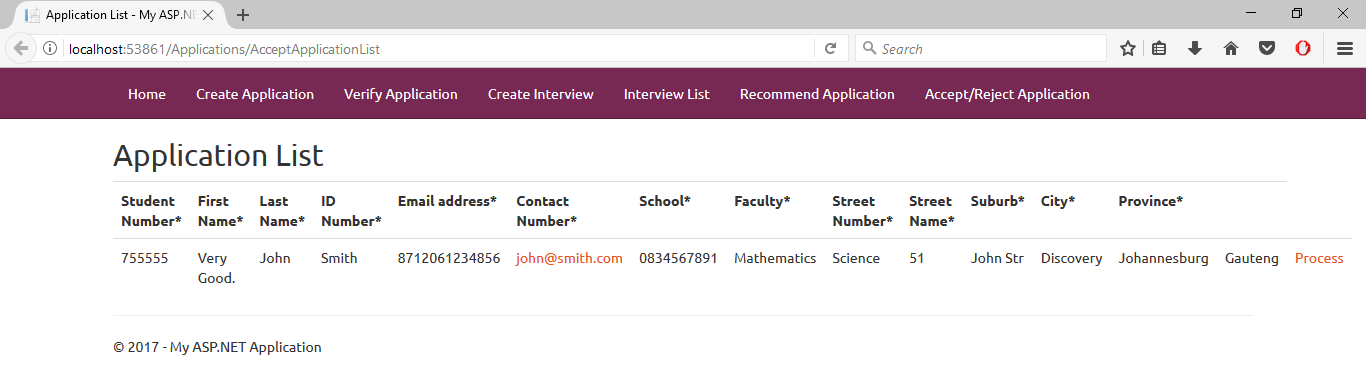 Application List - My ASP.NE
localhost:53861/Applications/AcceptApplicationList
Search
Home Create Application Verify Application Create Interview Interview List Recommend Application Accept/Reject Application
Application List
Student First Last ID Email address* Contact School* Faculty* Street Street Suburb* City* Province*
Number* Name* Name* Number* Number* Number* Name*
755555 Very John Smith 8712061234856 john@smith.com 0834567891 Mathematics Science 51 John Str Discovery Johannesburg Gauteng Process
Good.
© 2017 - My ASP.NET Application